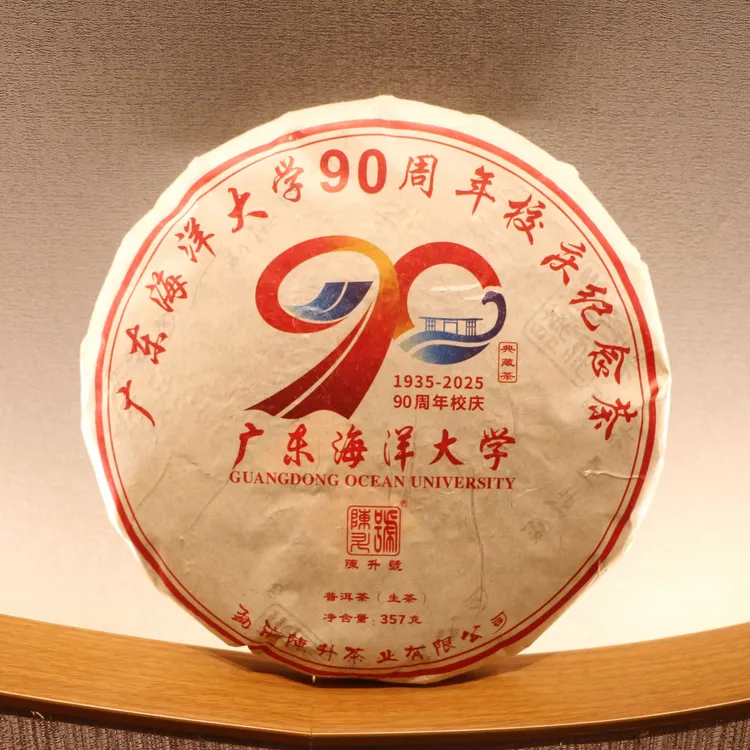 广东海洋大学90周年校庆纪念茶
90
典藏茶
1935-2025
90周年校庆
广东海洋大学
GUANGDONG OCEAN UNIVERSITY
陳升號
陳升號
普洱茶（生茶）
净含量：357克
勐海陳升茶业有限公司